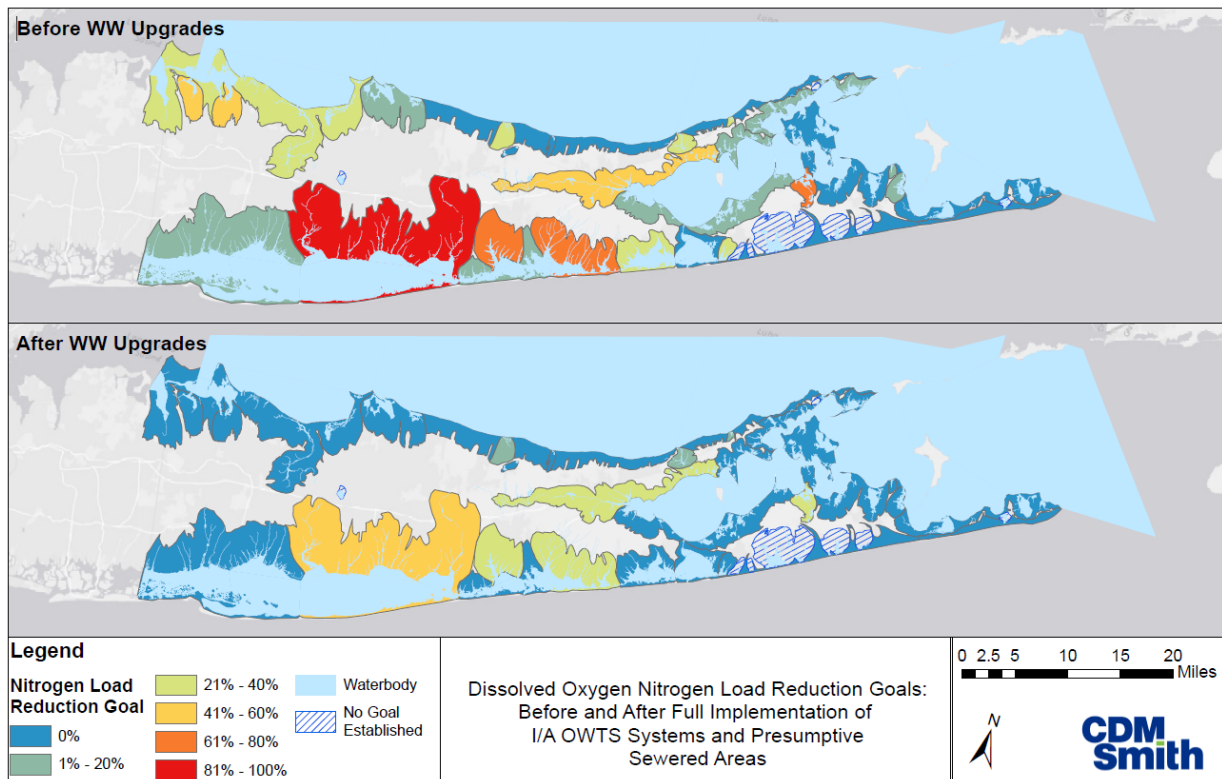 Before WW Upgrades
After WW Upgrades
Legend
Nitrogen Load
Reduction Goal
0%
1% - 20%
21% - 40%
41% - 60%
61% - 80%
81% - 100%
Waterbody
No Goal
Established
Dissolved Oxygen Nitrogen Load Reduction Goals:
Before and After Full Implementation of
I/A OWTS Systems and Presumptive
Sewered Areas
0 2.5 5 10 15 20
Miles
N
CDM
Smith